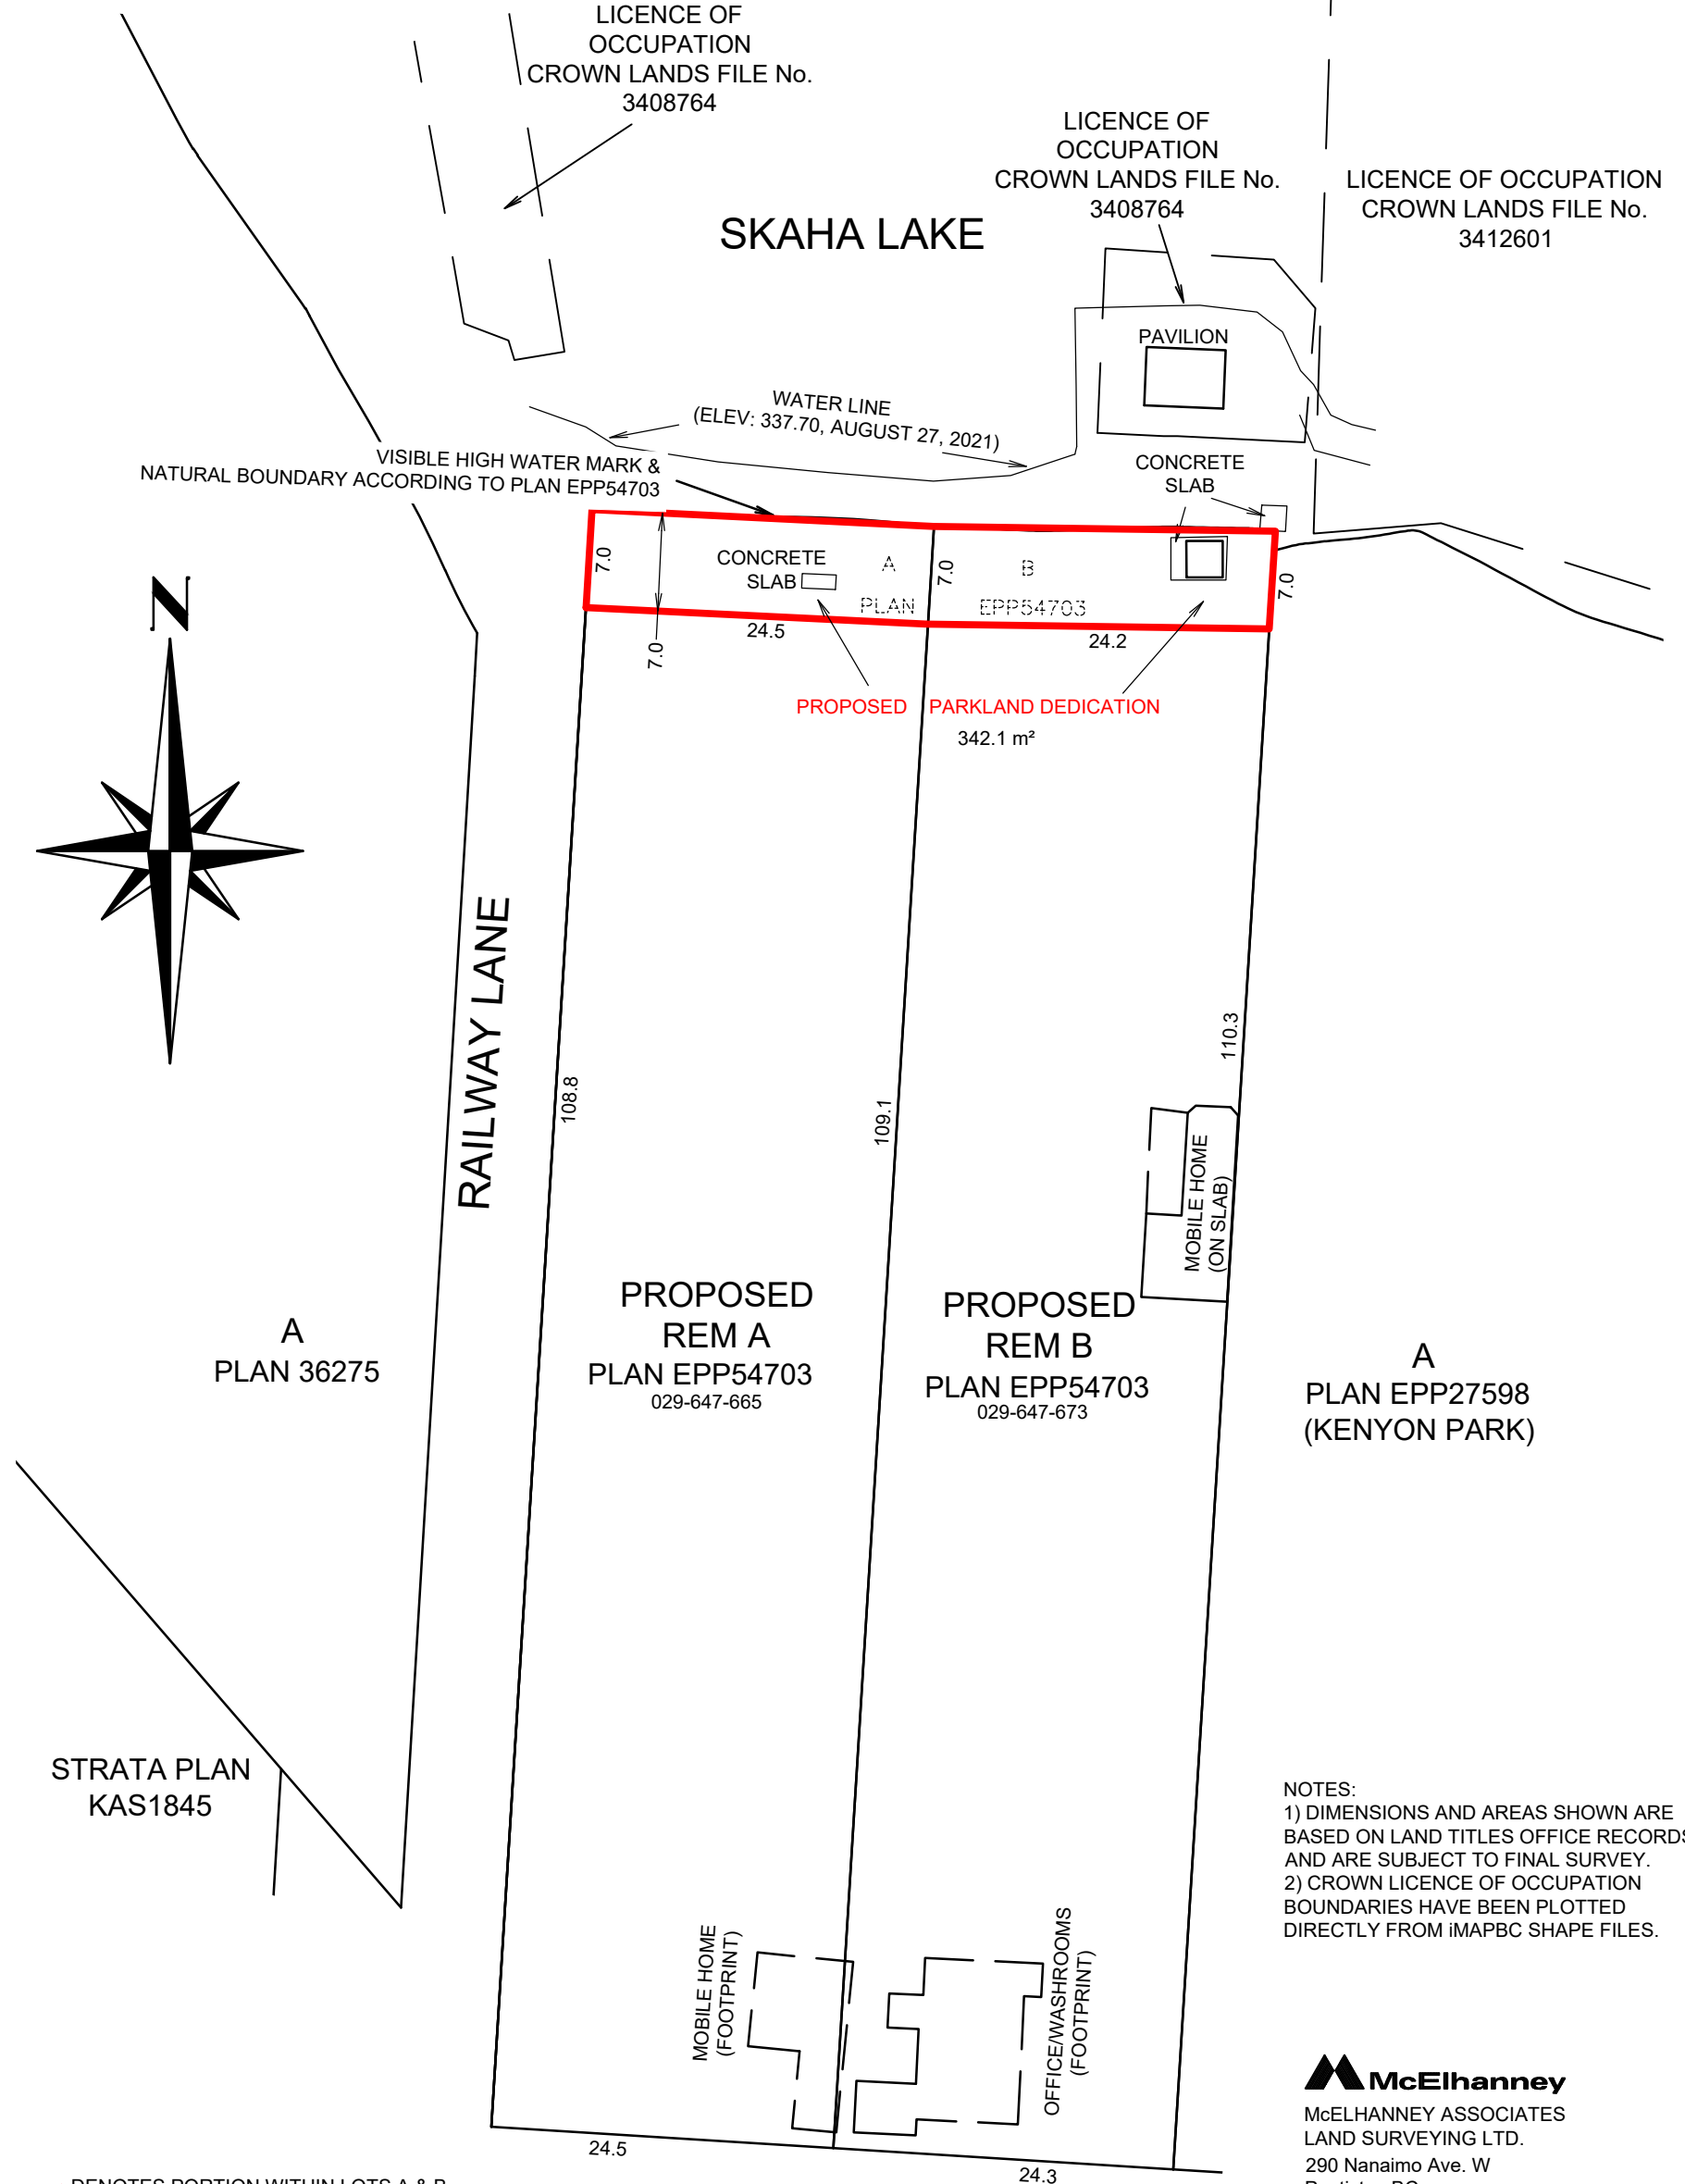 LICENCE OF
OCCUPATION
CROWN LANDS FILE No.
3408764
LICENCE OF
OCCUPATION
CROWN LANDS FILE No.
3408764
LICENCE OF OCCUPATION
CROWN LANDS FILE No.
3412601
SKAHA LAKE
PAVILION
WATER LINE
(ELEV: 337.70, AUGUST 27, 2021)
VISIBLE HIGH WATER MARK &
NATURAL BOUNDARY ACCORDING TO PLAN EPP54703
CONCRETE
SLAB
N
7.0
CONCRETE
SLAB
A
7.0
B
7.0
PLAN EPP54703
24.5
24.2
7.0
PROPOSED PARKLAND DEDICATION
342.1 m²
RAILWAY LANE
108.8
109.1
110.3
MOBILE HOME
(ON SLAB)
PROPOSED
REM A
PLAN EPP54703
029-647-665
PROPOSED
REM B
PLAN EPP54703
029-647-673
A
PLAN 36275
A
PLAN EPP27598
(KENYON PARK)
STRATA PLAN
KAS1845
NOTES:
1) DIMENSIONS AND AREAS SHOWN ARE
BASED ON LAND TITLES OFFICE RECORDS
AND ARE SUBJECT TO FINAL SURVEY.
2) CROWN LICENCE OF OCCUPATION
BOUNDARIES HAVE BEEN PLOTTED
DIRECTLY FROM iMAPBC SHAPE FILES.
MOBILE HOME
(FOOTPRINT)
OFFICE/WASHROOMS
(FOOTPRINT)
24.5
24.3
McElhanney
McELHANNEY ASSOCIATES
LAND SURVEYING LTD.
290 Nanaimo Ave. W
DENOTES PORTION WITHIN LOTS A & B